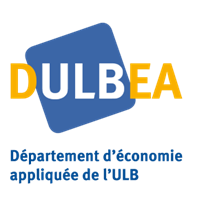 DULBEA
Département d'économie
appliquée de l'ULB